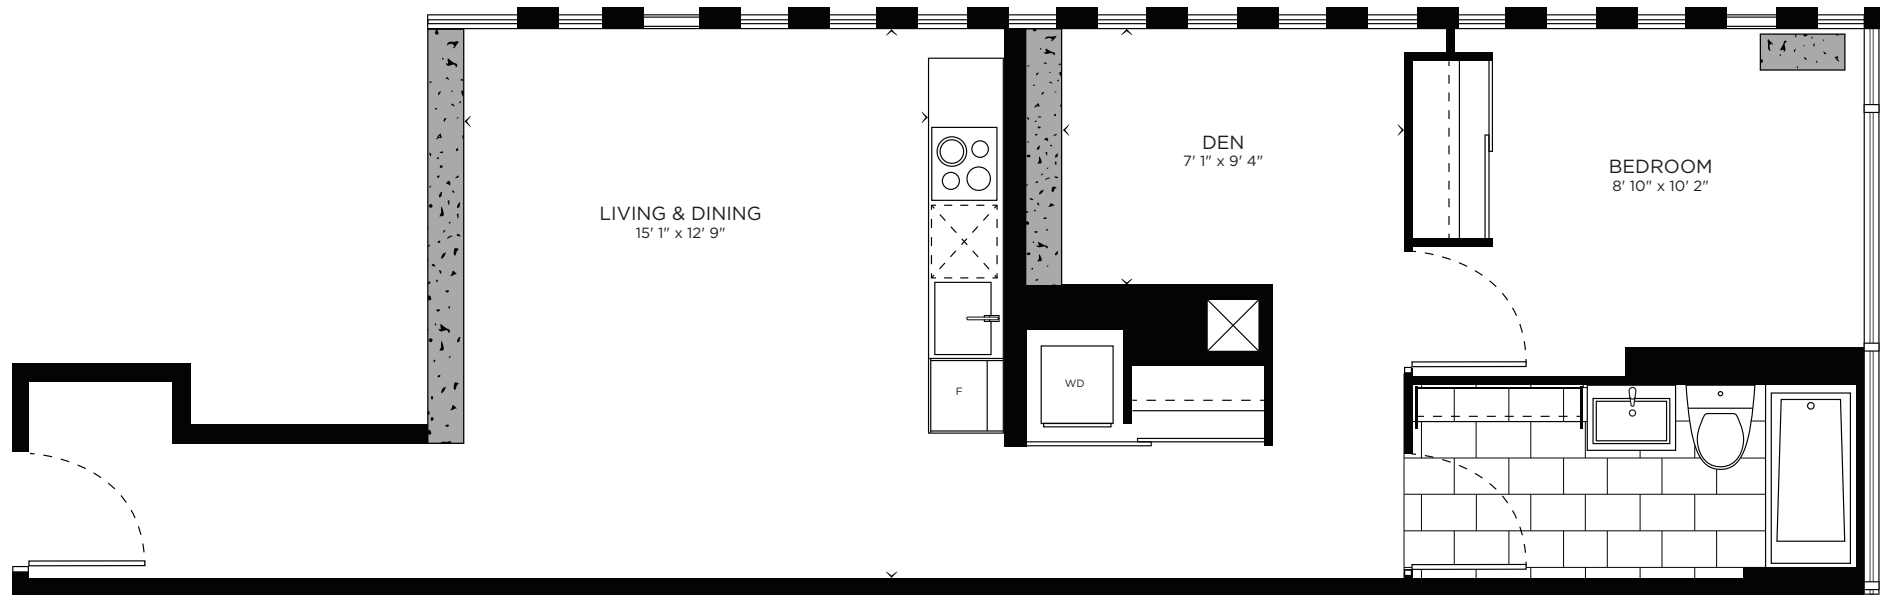 LIVING & DINING
15' 1" x 12' 9"
DEN
7' 1" x 9' 4"
BEDROOM
8' 10" x 10' 2"
F
WD